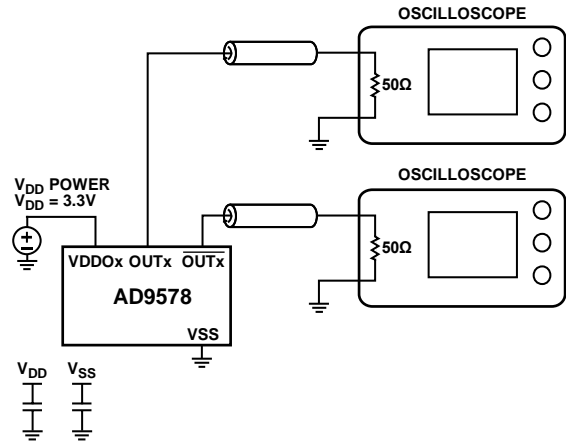 OSCILLOSCOPE
50Ω
OSCILLOSCOPE
50Ω
VDD POWER
VDD = 3.3V
VDDOx OUTx OUTx
AD9578
VSS
VDD VSS